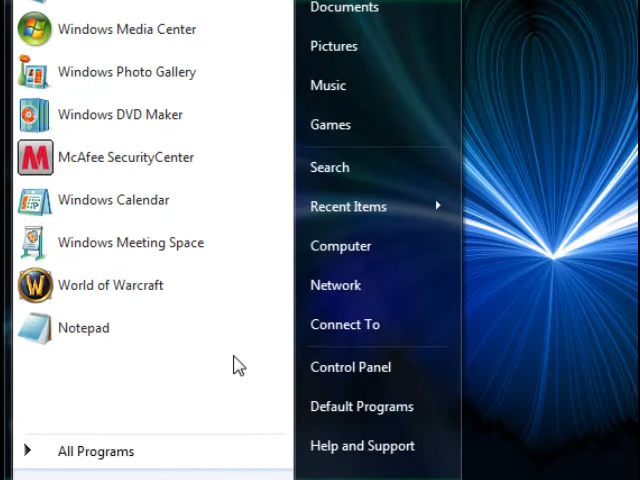 Windows Media Center
Windows Photo Gallery
Windows DVD Maker
McAfee SecurityCenter
Windows Calendar
Windows Meeting Space
World of Warcraft
Notepad
All Programs
Documents
Pictures
Music
Games
Search
Recent Items
Computer
Network
Connect To
Control Panel
Default Programs
Help and Support